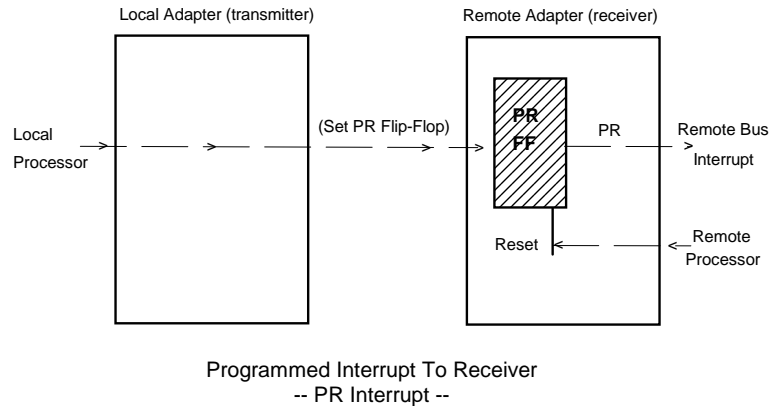 Local Adapter (transmitter)
Remote Adapter (receiver)
Local
Processor
(Set PR Flip-Flop)
PR
FF
PR
Remote Bus
Interrupt
Reset
Remote
Processor
Programmed Interrupt To Receiver
-- PR Interrupt --